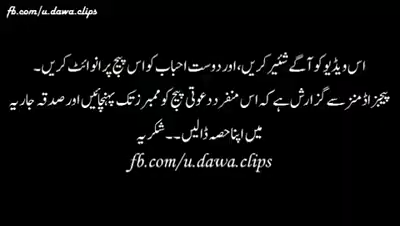 fb.com/u.dawa.clips
اس ویڈیو کو آگے شئیر کریں، اور دوست احباب کو اس پیج پر انوائٹ کریں۔
پیجز اڈمنز سے گزارش ہے کہ اس منفرد دعوتی پیج کو ممبرز تک پہنچائیں اور صدقہ جاریہ
میں اپنا حصہ ڈالیں۔۔ شکریہ
fb.com/u.dawa.clips